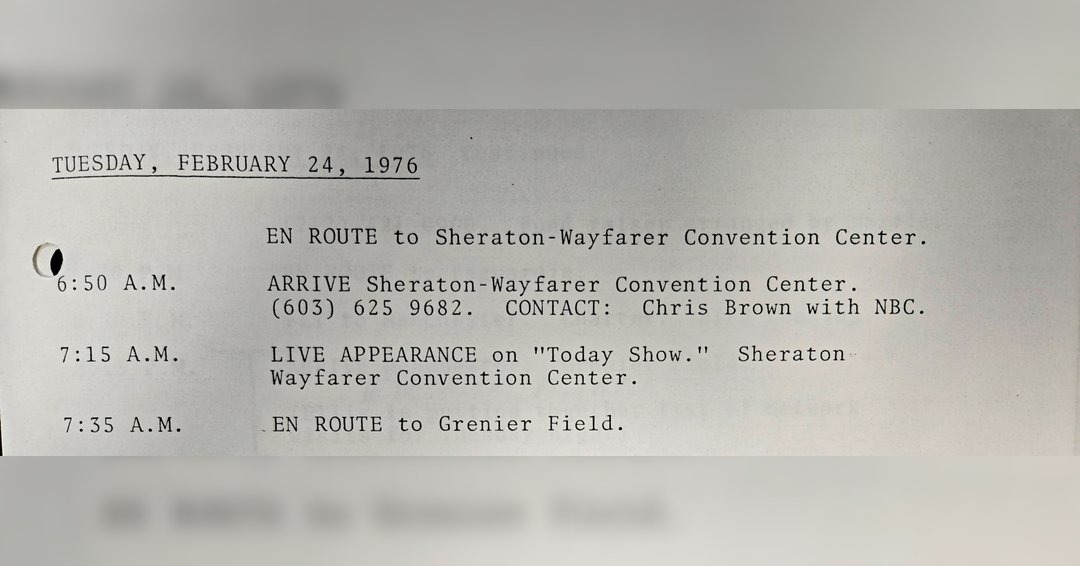 TUESDAY, FEBRUARY 24, 1976
EN ROUTE to Sheraton-Wayfarer Convention Center.
6:50 A.M. ARRIVE Sheraton-Wayfarer Convention Center.
(603) 625 9682. CONTACT: Chris Brown with NBC.
7:15 A.M. LIVE APPEARANCE on "Today Show." Sheraton
Wayfarer Convention Center.
7:35 A.M. EN ROUTE to Grenier Field.